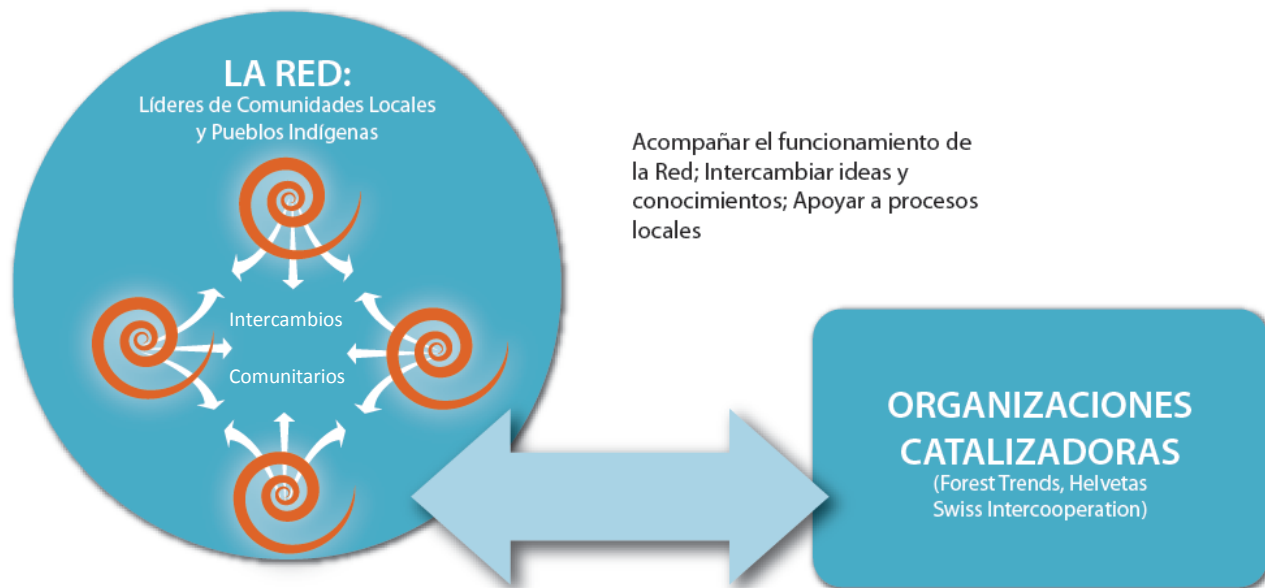 LA RED:
Líderes de Comunidades Locales
y Pueblos Indígenas
Intercambios
Comunitarios
Acompañar el funcionamiento de
la Red; Intercambiar ideas y
conocimientos; Apoyar a procesos
locales
ORGANIZACIONES
CATALIZADORAS
(Forest Trends, Helvetas
Swiss Intercooperation)